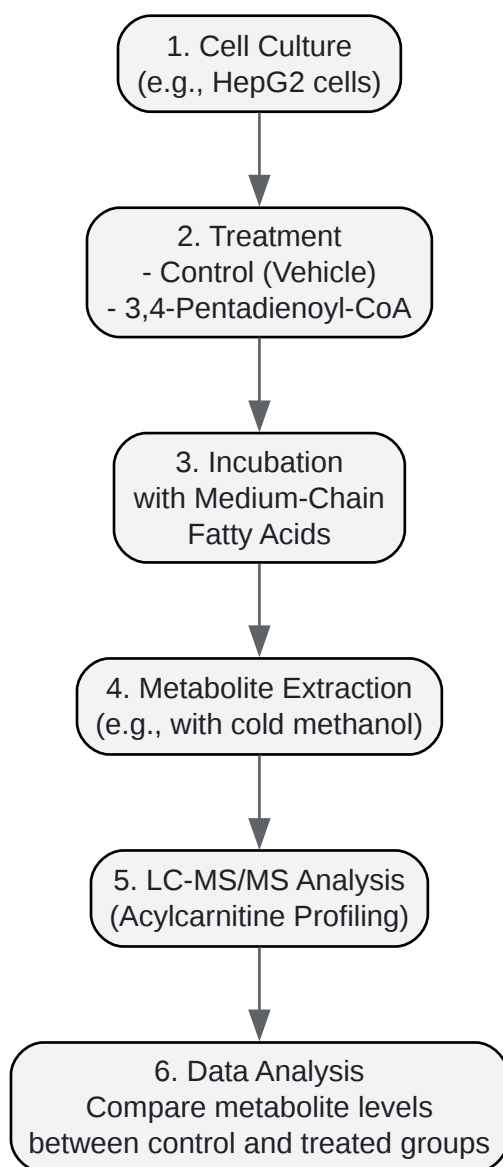 1. Cell Culture
(e.g., HepG2 cells)
2. Treatment
- Control (Vehicle)
- 3,4-Pentadienoyl-CoA
3. Incubation
with Medium-Chain
Fatty Acids
4. Metabolite Extraction
(e.g., with cold methanol)
5. LC-MS/MS Analysis
(Acylcarnitine Profiling)
6. Data Analysis
Compare metabolite levels
between control and treated groups